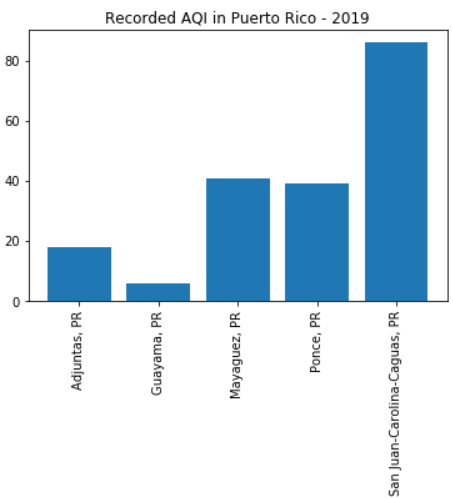 Recorded AQI in Puerto Rico - 2019
80
60
40
20
0
Adjuntas, PR
Guayama, PR
Mayaguez, PR
Ponce, PR
San Juan-Carolina-Caguas, PR